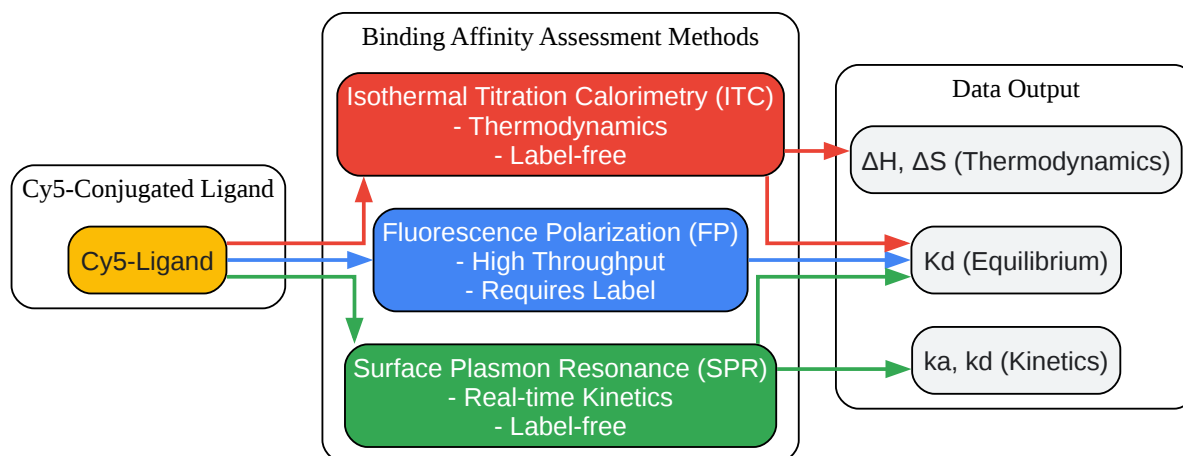 Binding Affinity Assessment Methods
Isothermal Titration Calorimetry (ITC)
- Thermodynamics
- Label-free
Data Output
ΔH, ΔS (Thermodynamics)
Cy5-Conjugated Ligand
Cy5-Ligand
Fluorescence Polarization (FP)
- High Throughput
- Requires Label
Kd (Equilibrium)
Surface Plasmon Resonance (SPR)
- Real-time Kinetics
- Label-free
ka, kd (Kinetics)